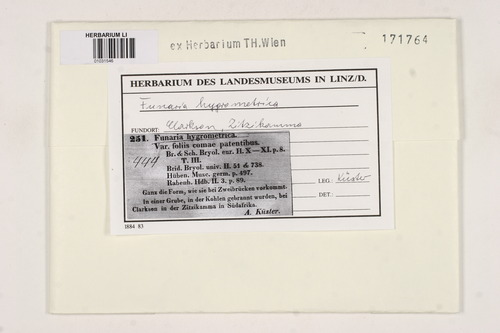 HERBARIUM LI
ex Herbarium TH.Wien
171764
HERBARIUM DES LANDESMUSEUMS IN LINZ/D.
Funaria hygrometrica
FUNDORT: Clarkson, Zitzikamma
251. Funaria hygrometrica.
Var. foliis comae patentibus.
Br. & Sch. Bryol. eur. H. X—XI. p. 8.
T. III.
Brid. Bryol. univ. II. 51 & 738.
Hüben. Musc. germ. p. 497.
Rabenh. Hdb. II. 3. p. 89.
Ganz die Form, wie sie bei Zweibrücken vorkommt.
In einer Grube, in der Kohlen gebrannt wurden, bei
Clarksen in der Zitzikamma in Südafrika.
A. Küster.
LEG.: Küster
DET.:
1884 83